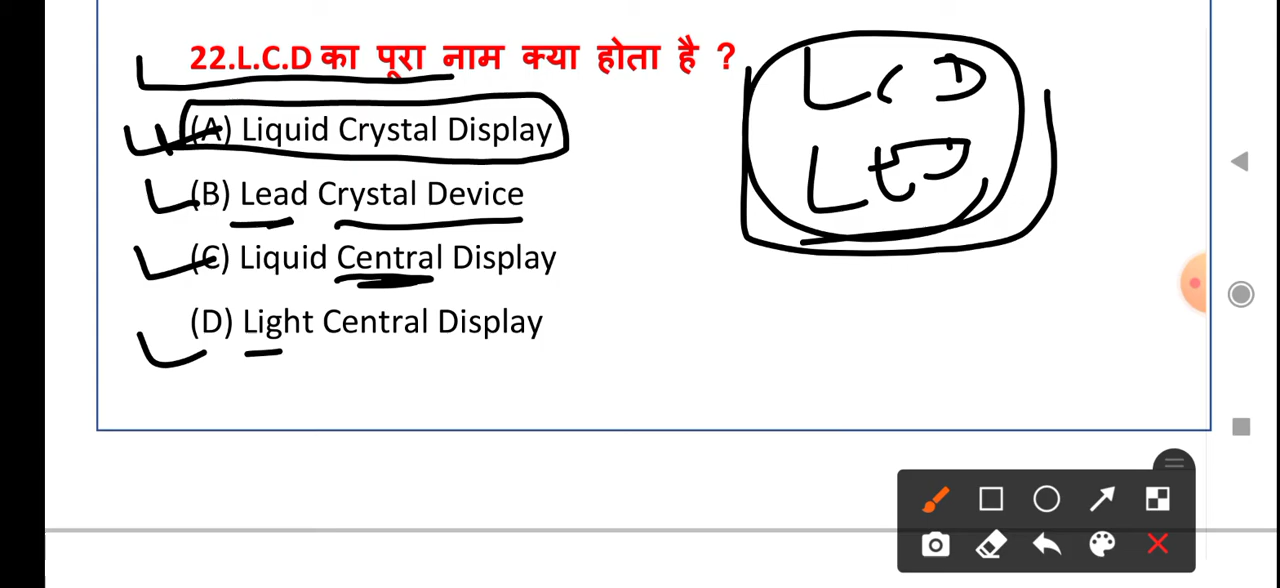 22.L.C.D का पूरा नाम क्या होता है ?
(A) Liquid Crystal Display
(B) Lead Crystal Device
(C) Liquid Central Display
(D) Light Central Display
LCD
LED